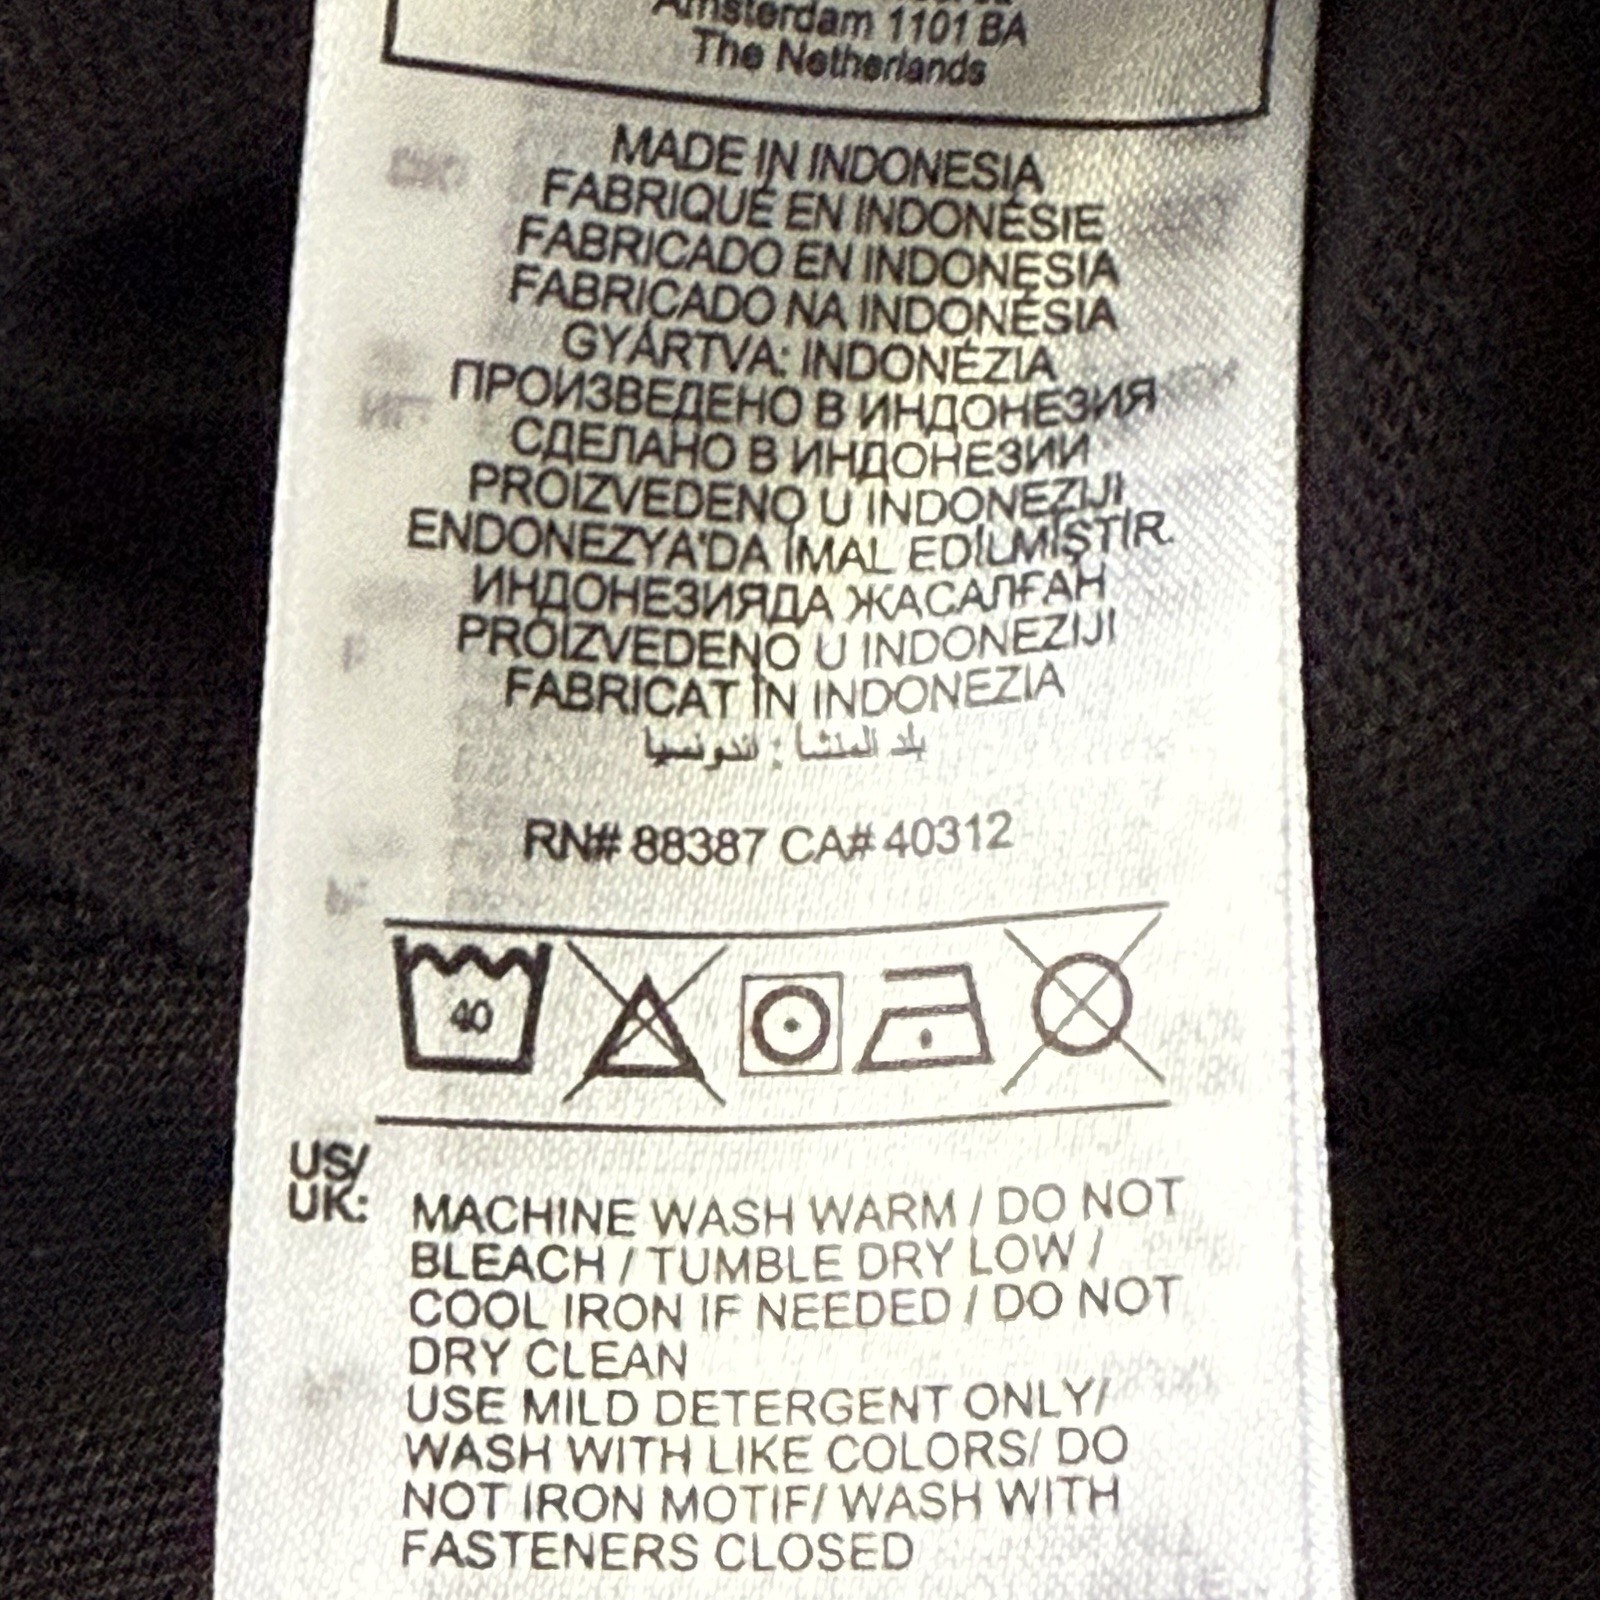 Amsterdam 1101 BA
The Netherlands
MADE IN INDONESIA
FABRIQUÉ EN INDONÉSIE
FABRICADO EN INDONESIA
FABRICADO NA INDONÉSIA
GYÁRTVA: INDONÉZIA
ПРОИЗВЕДЕНО В ИНДОНЕЗИЯ
СДЕЛАНО В ИНДОНЕЗИИ
PROIZVEDENO U INDONEZIJI
ENDONEZYA'DA İMAL EDİLMİŞTİR.
ИНДОНЕЗИЯДА ЖАСАЛҒАН
PROIZVEDENO U INDONEZIJI
FABRICAT ÎN INDONEZIA
بلد المنشأ : اندونسيا
RN# 88387 CA# 40312
40
US/
UK:
MACHINE WASH WARM / DO NOT
BLEACH / TUMBLE DRY LOW /
COOL IRON IF NEEDED / DO NOT
DRY CLEAN
USE MILD DETERGENT ONLY/
WASH WITH LIKE COLORS/ DO
NOT IRON MOTIF/ WASH WITH
FASTENERS CLOSED